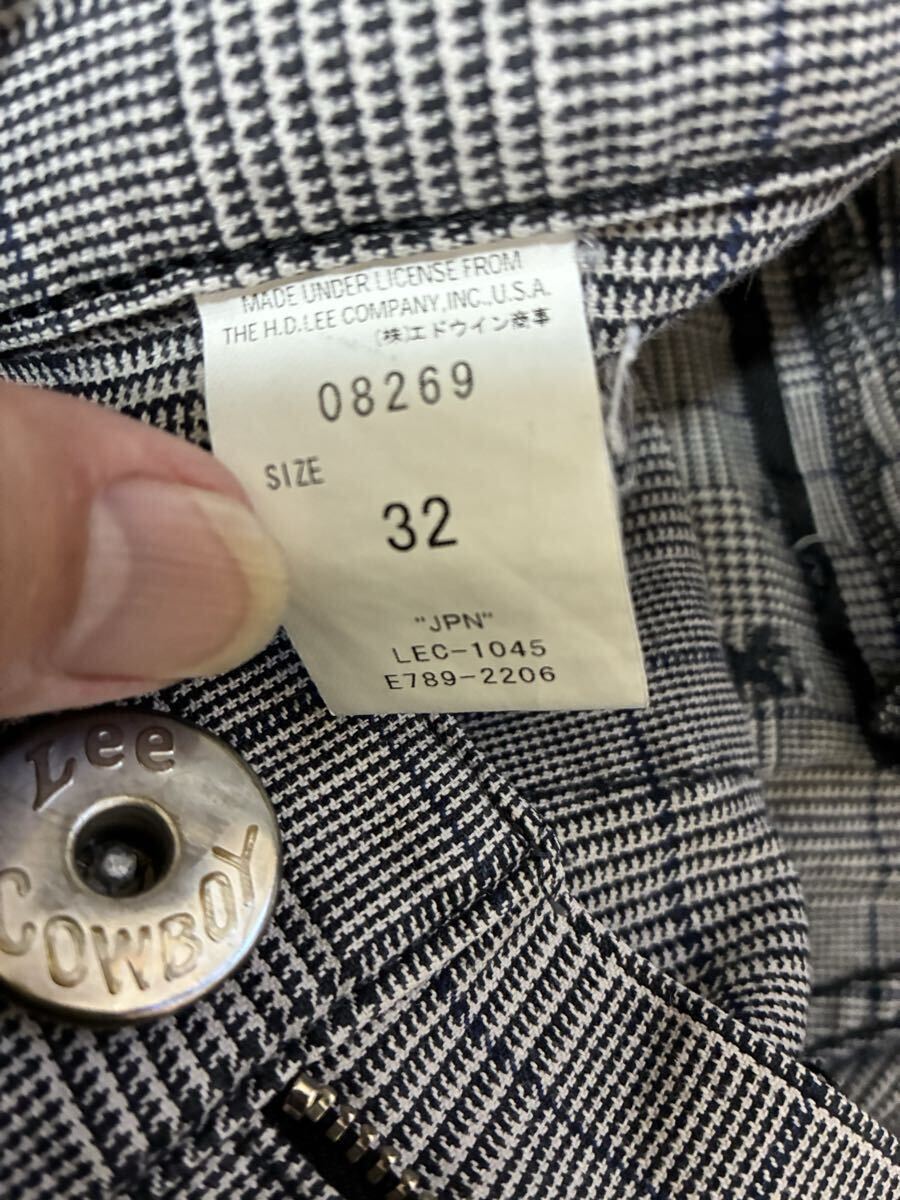 MADE UNDER LICENSE FROM
THE H.D.LEE COMPANY,INC.,U.S.A.
(株)エドウイン商事
08269
SIZE
32
"JPN"
LEC-1045
E789-2206
Lee
COWBOY